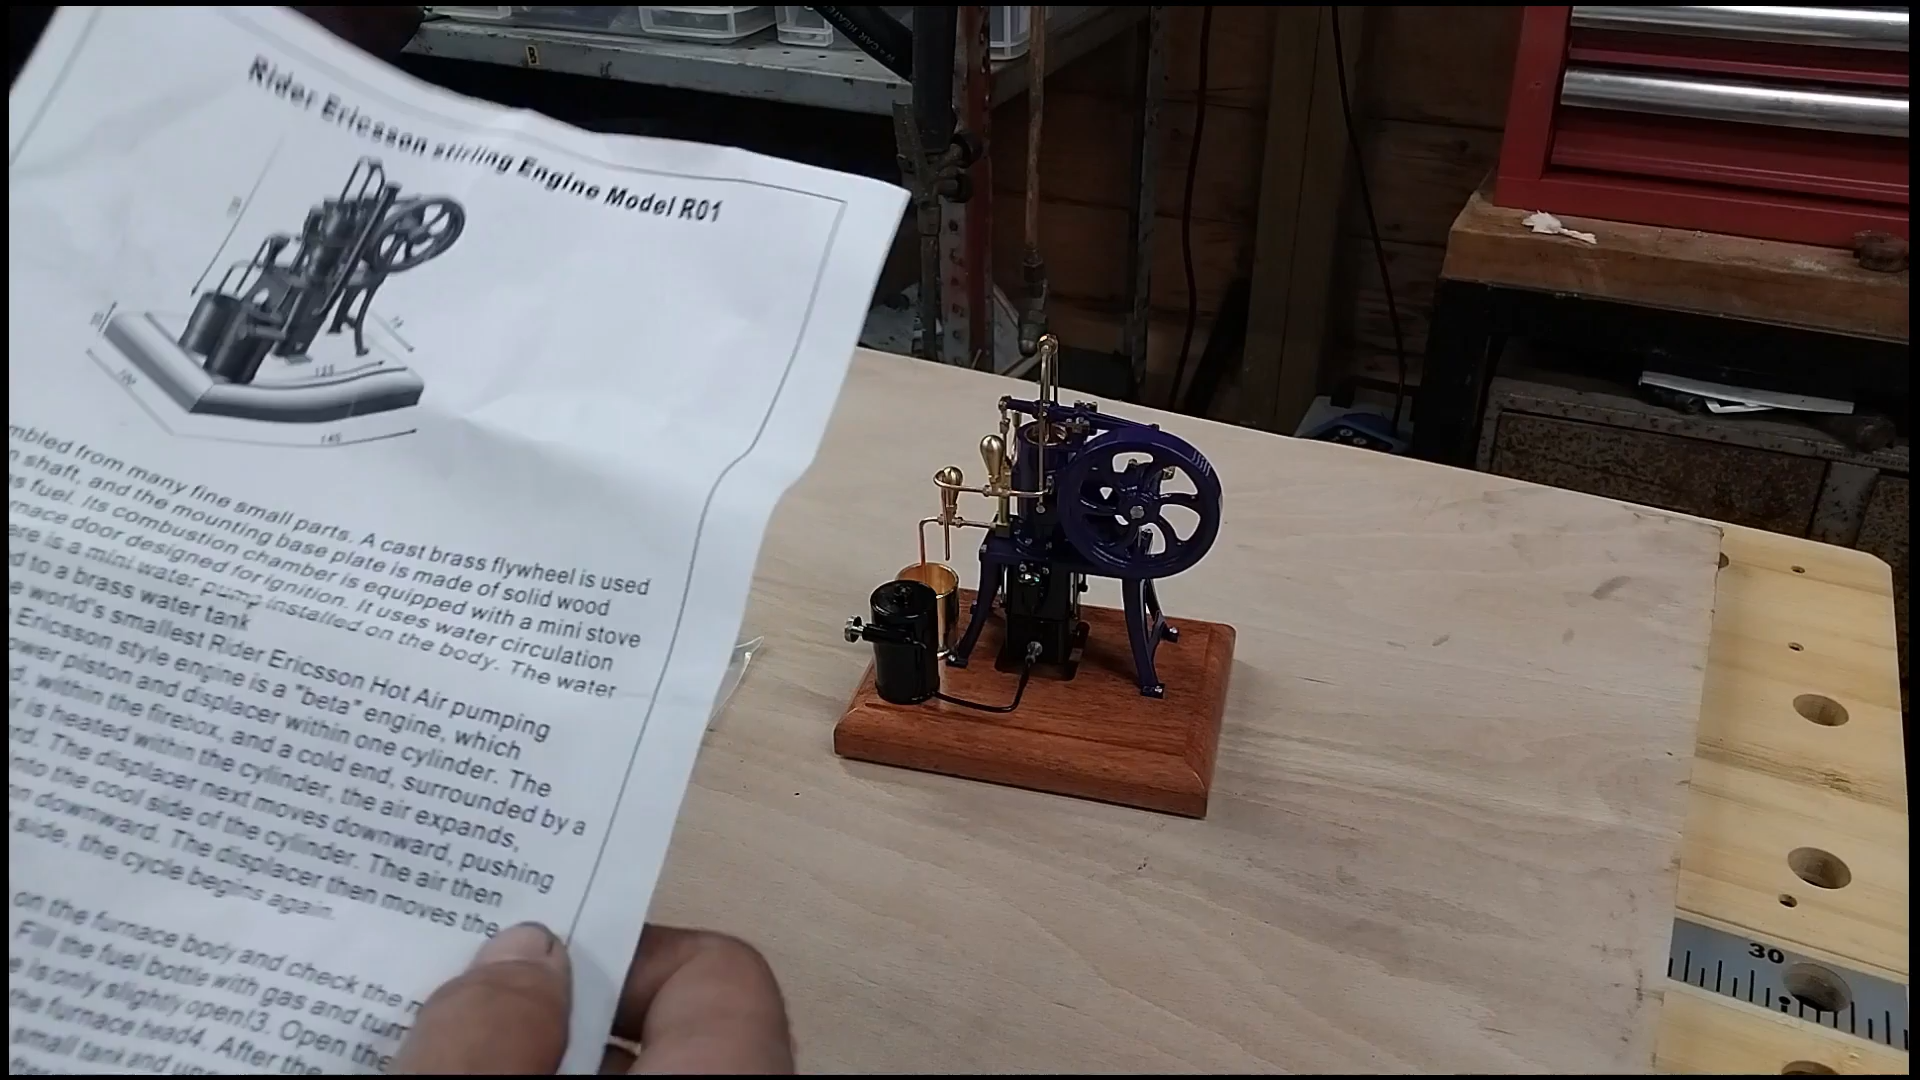 Rider Ericsson stirling Engine Model R01
125
140
mbled from many fine small parts. A cast brass flywheel is used
n shaft, and the mounting base plate is made of solid wood
s fuel. Its combustion chamber is equipped with a mini stove
rnace door designed for ignition. It uses water circulation
ere is a mini water pump installed on the body. The water
d to a brass water tank
e world's smallest Rider Ericsson Hot Air pumping
Ericsson style engine is a "beta" engine, which
ower piston and displacer within one cylinder. The
d, within the firebox, and a cold end, surrounded by a
r is heated within the cylinder, the air expands,
rd. The displacer next moves downward, pushing
into the cool side of the cylinder. The air then
on downward. The displacer then moves the
side, the cycle begins again.
on the furnace body and check the
Fill the fuel bottle with gas and turn
e is only slightly open!3. Open the
the furnace head4. After the
small tank and
CAR HEATE
B
30